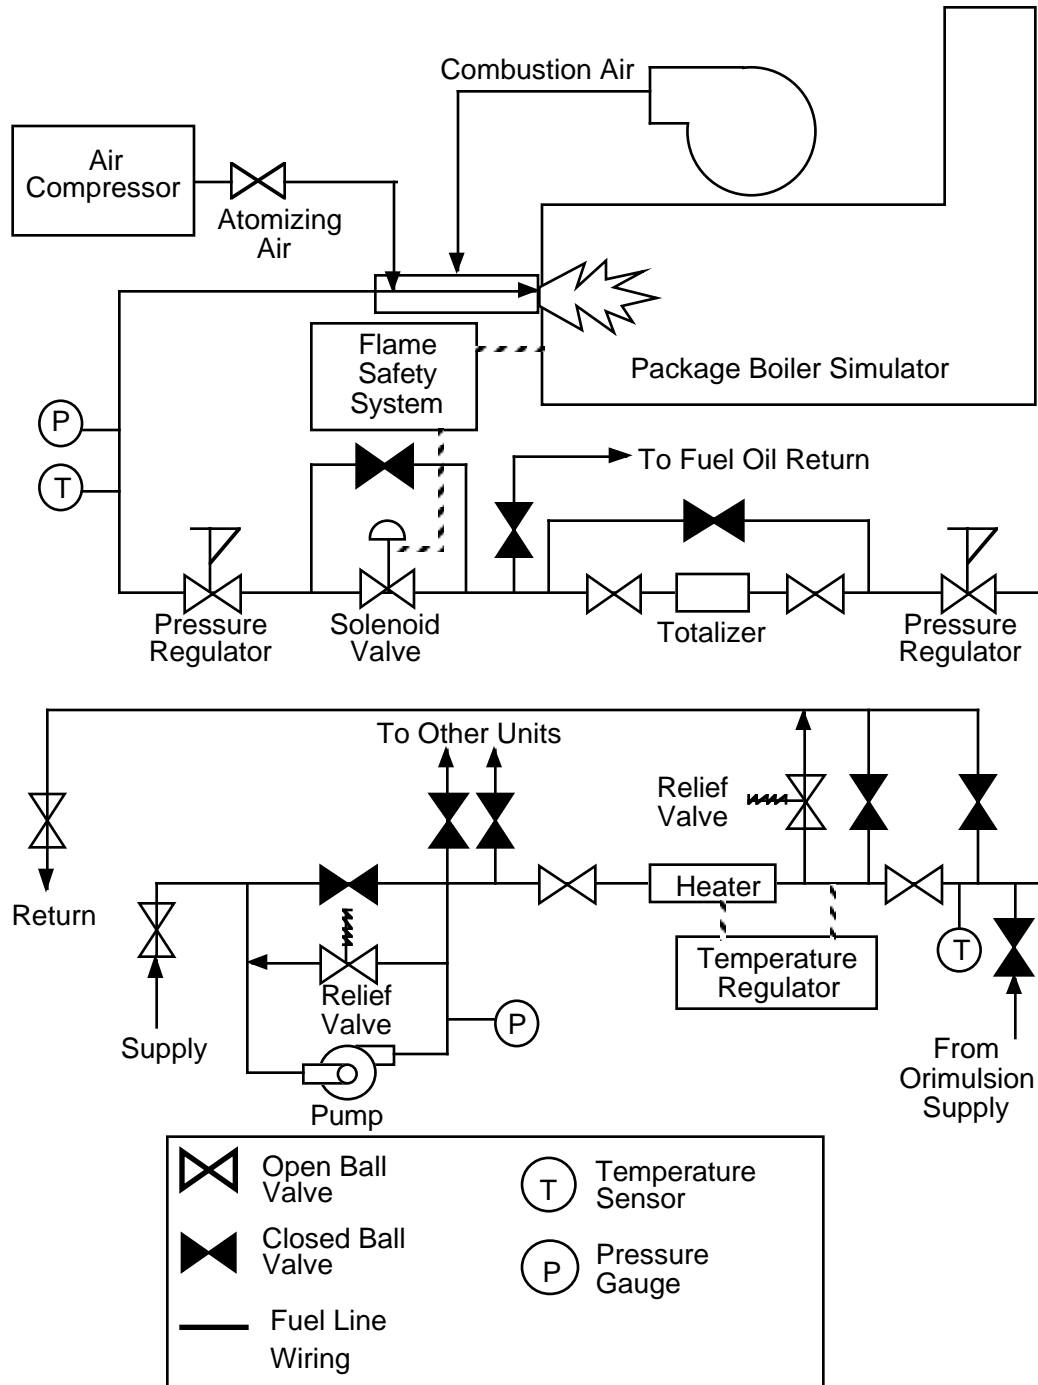 Combustion Air
Air
Compressor
Atomizing
Air
Flame
Safety
System
Package Boiler Simulator
P
T
To Fuel Oil Return
Pressure
Regulator
Solenoid
Valve
Totalizer
Pressure
Regulator
To Other Units
Relief
Valve
Return
Heater
Temperature
Regulator
T
Relief
Valve
P
Supply
Pump
From
Orimulsion
Supply
Open Ball
Valve
T
Temperature
Sensor
Closed Ball
Valve
P
Pressure
Gauge
Fuel Line
Wiring